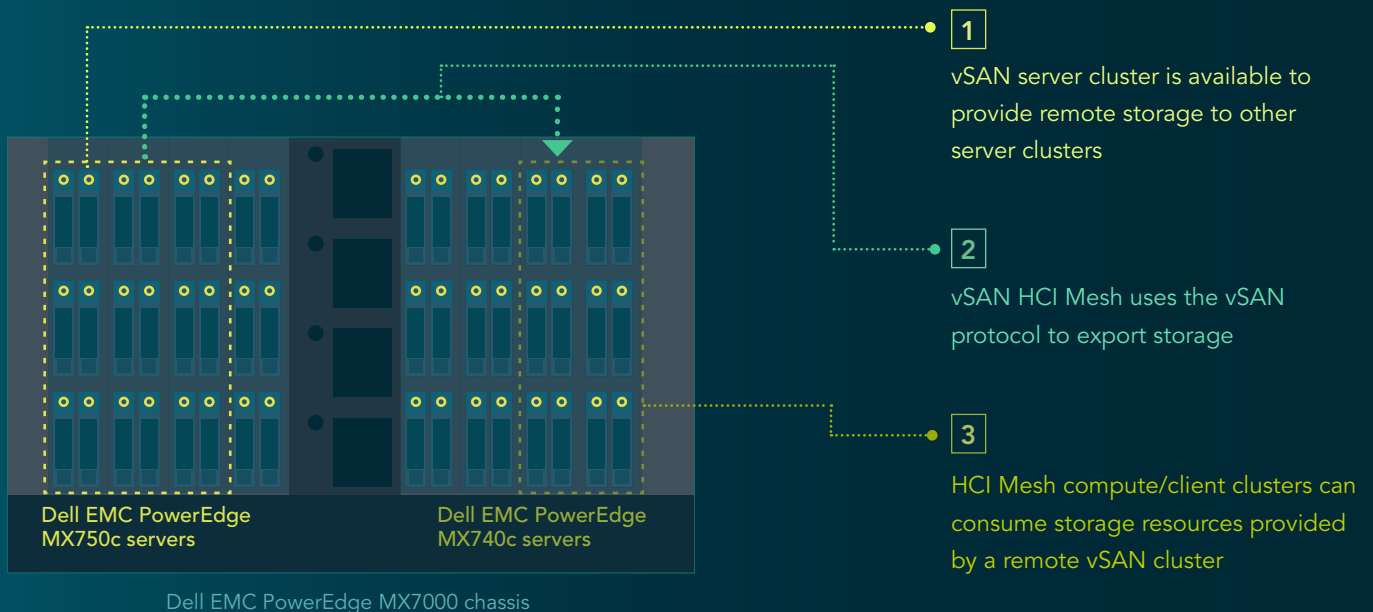 1
vSAN server cluster is available to
provide remote storage to other
server clusters
2
vSAN HCI Mesh uses the vSAN
protocol to export storage
3
HCI Mesh compute/client clusters can
consume storage resources provided
by a remote vSAN cluster
Dell EMC PowerEdge
MX750c servers
Dell EMC PowerEdge
MX740c servers
Dell EMC PowerEdge MX7000 chassis